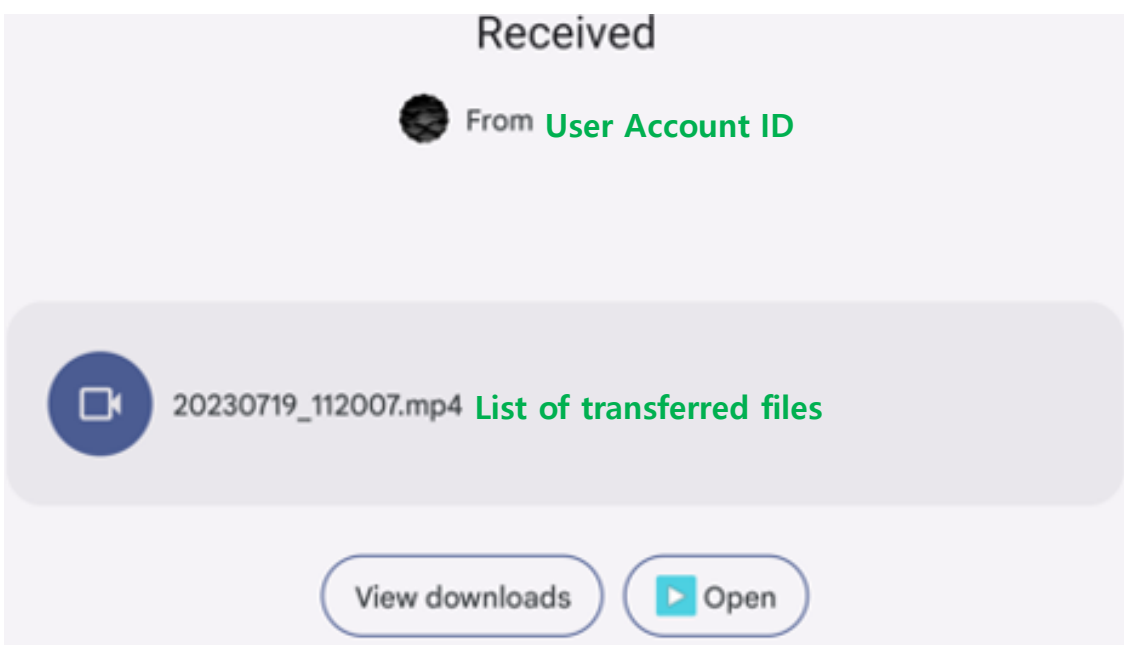 Received
From User Account ID
20230719_112007.mp4 List of transferred files
View downloads Open